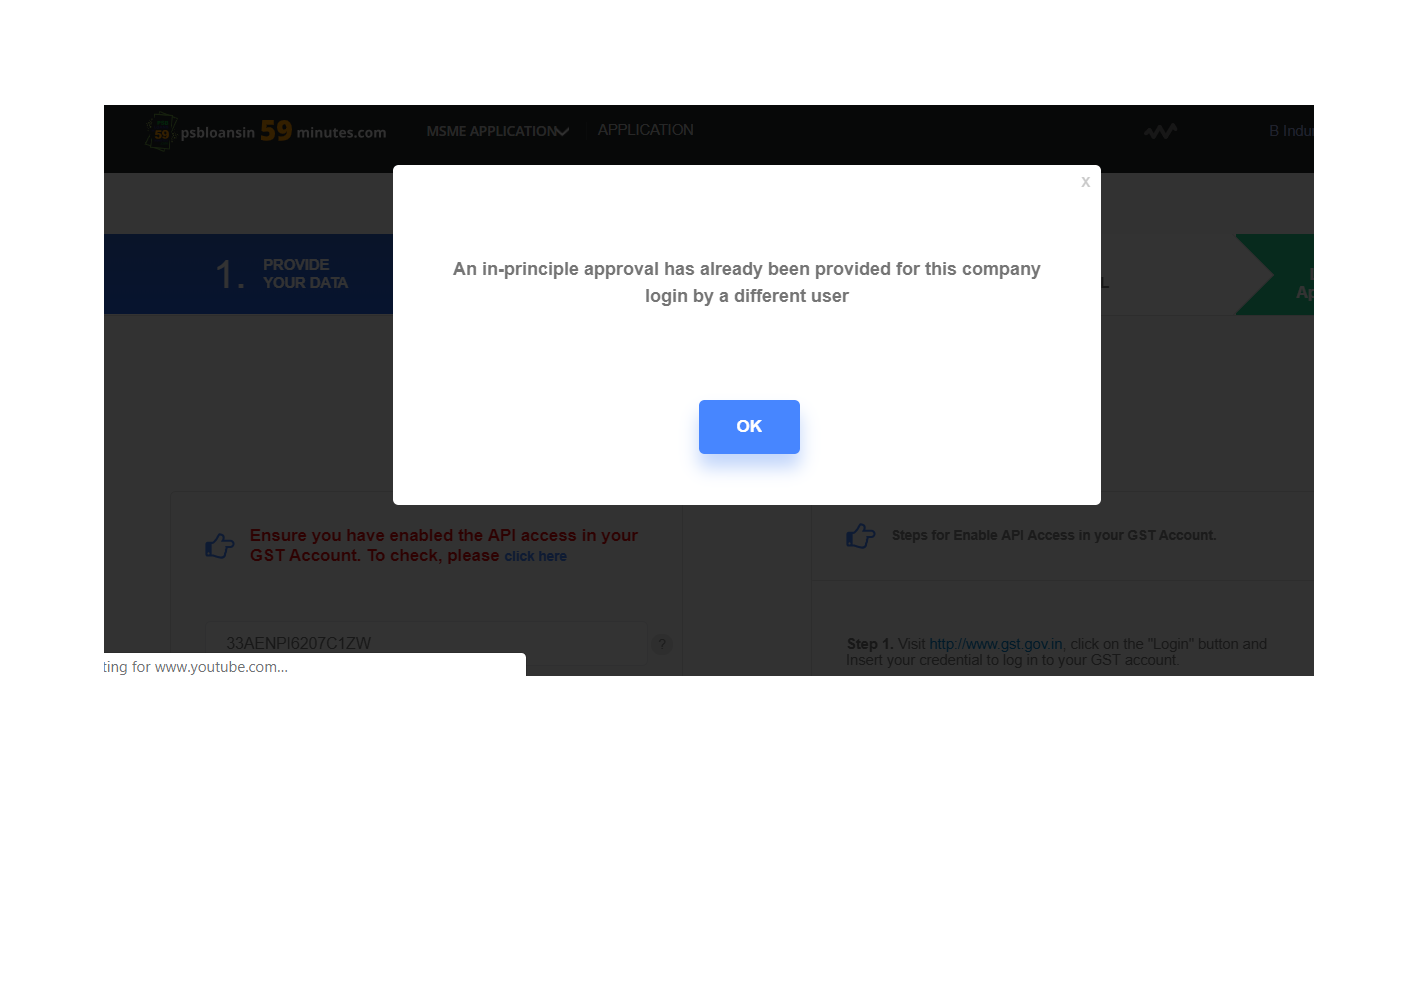 psbloansin 59 minutes.com MSME APPLICATION APPLICATION B Indu
x
An in-principle approval has already been provided for this company
login by a different user
1. PROVIDE
YOUR DATA
OK
Ensure you have enabled the API access in your
GST Account. To check, please click here
Steps for Enable API Access in your GST Account.
33AENPI6207C1ZW ?
Step 1. Visit http://www.gst.gov.in, click on the "Login" button and
Insert your credential to log in to your GST account.
ting for www.youtube.com...